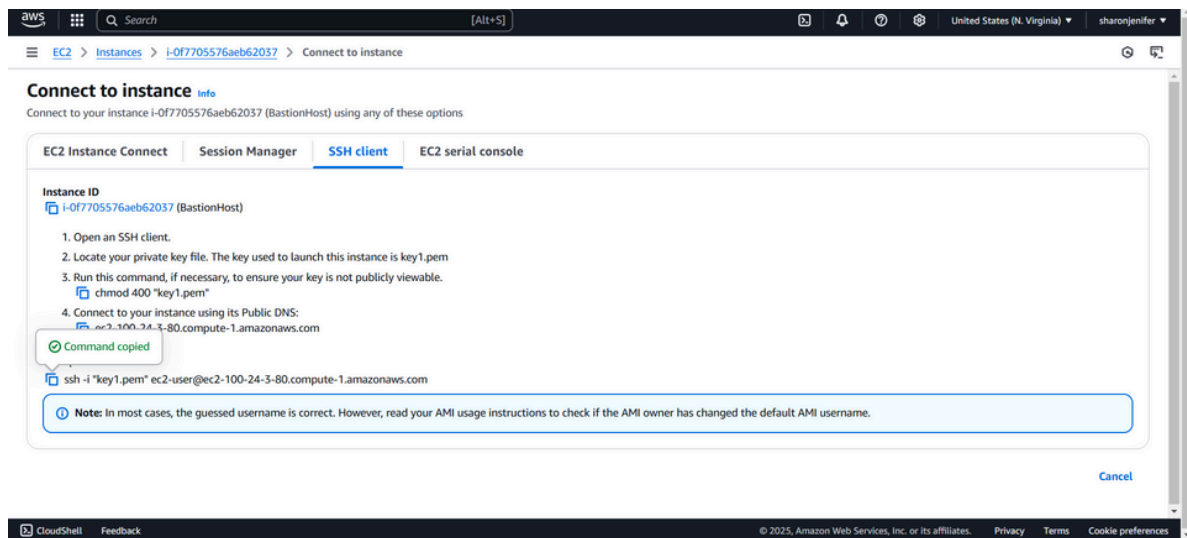 aws Search [Alt+S] United States (N. Virginia) sharonjenifer
EC2 > Instances > i-0f7705576aeb62037 > Connect to instance
Connect to instance Info
Connect to your instance i-0f7705576aeb62037 (BastionHost) using any of these options
EC2 Instance Connect Session Manager SSH client EC2 serial console
Instance ID
i-0f7705576aeb62037 (BastionHost)
1. Open an SSH client.
2. Locate your private key file. The key used to launch this instance is key1.pem
3. Run this command, if necessary, to ensure your key is not publicly viewable.
chmod 400 "key1.pem"
4. Connect to your instance using its Public DNS:
ec2-100-24-3-80.compute-1.amazonaws.com
Command copied
ssh -i "key1.pem" ec2-user@ec2-100-24-3-80.compute-1.amazonaws.com
Note: In most cases, the guessed username is correct. However, read your AMI usage instructions to check if the AMI owner has changed the default AMI username.
Cancel
CloudShell Feedback © 2025, Amazon Web Services, Inc. or its affiliates. Privacy Terms Cookie preferences